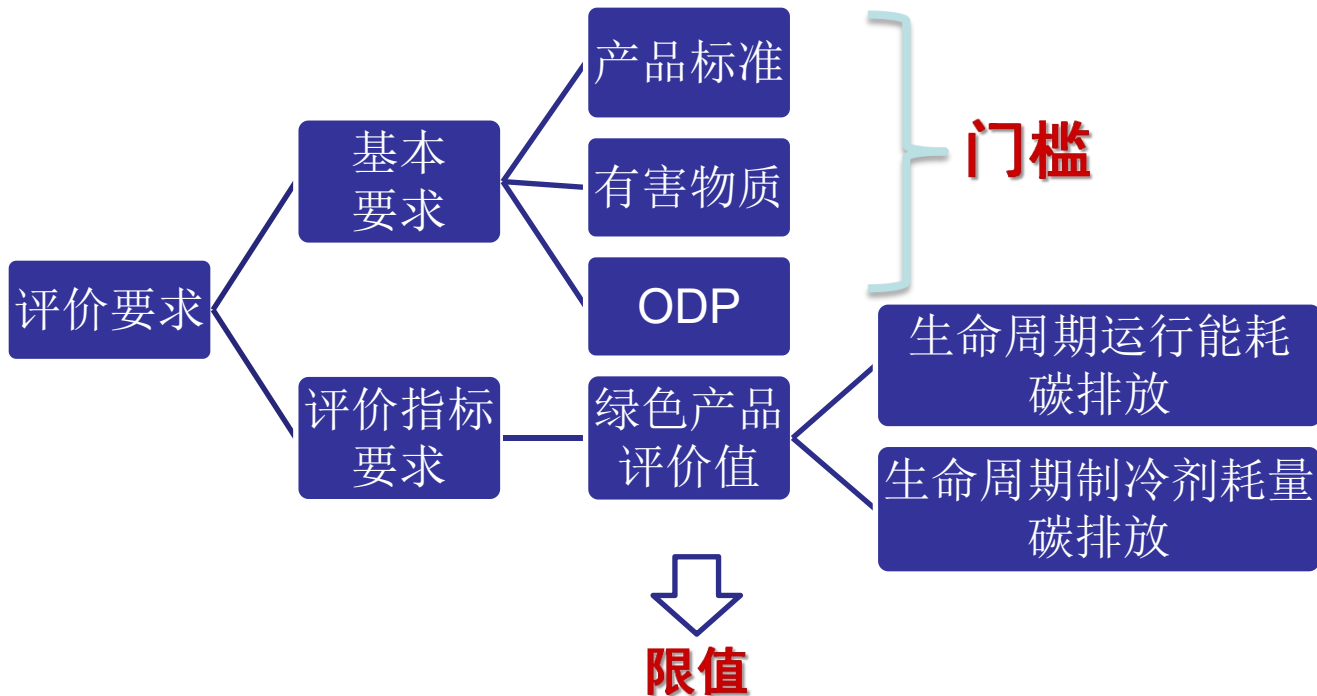 产品标准
基本
要求
有害物质
门槛
ODP
评价要求
评价指标
要求
绿色产品
评价值
生命周期运行能耗
碳排放
生命周期制冷剂耗量
碳排放
限值